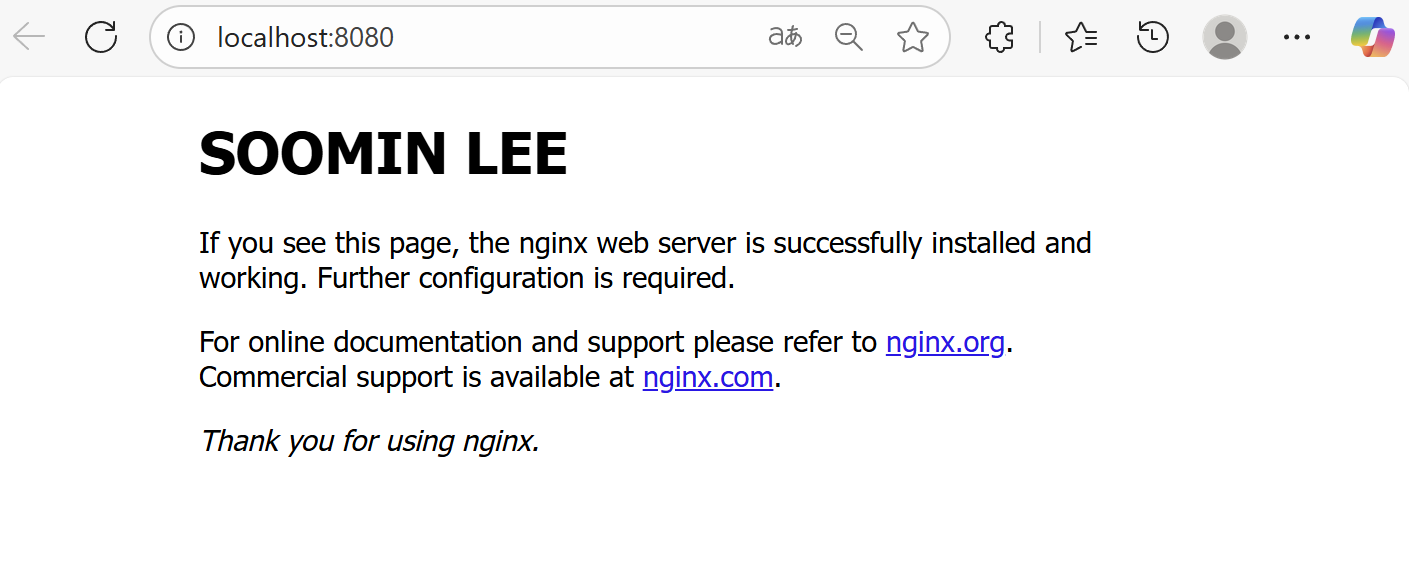 localhost:8080
aあ
SOOMIN LEE
If you see this page, the nginx web server is successfully installed and
working. Further configuration is required.
For online documentation and support please refer to nginx.org.
Commercial support is available at nginx.com.
Thank you for using nginx.